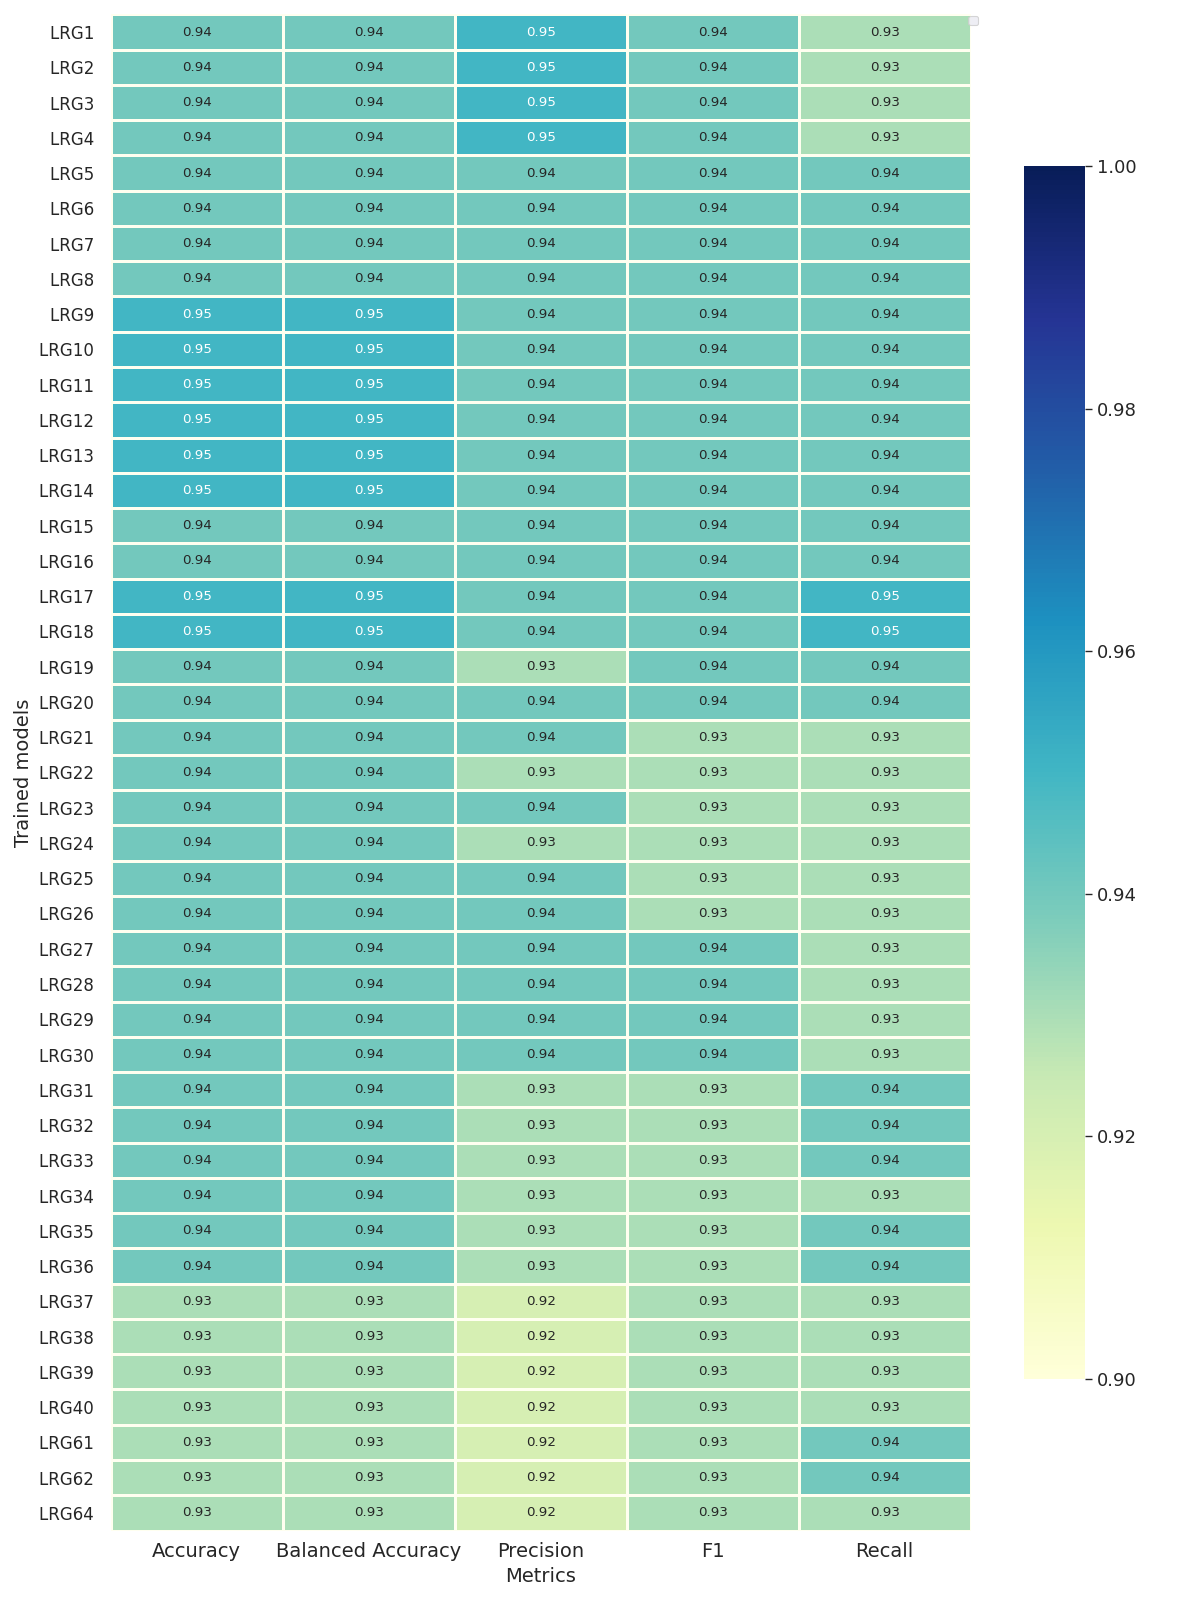 LRG1 0.94 0.94 0.95 0.94 0.93
LRG2 0.94 0.94 0.95 0.94 0.93
LRG3 0.94 0.94 0.95 0.94 0.93
LRG4 0.94 0.94 0.95 0.94 0.93
LRG5 0.94 0.94 0.94 0.94 0.94
LRG6 0.94 0.94 0.94 0.94 0.94
LRG7 0.94 0.94 0.94 0.94 0.94
LRG8 0.94 0.94 0.94 0.94 0.94
LRG9 0.95 0.95 0.94 0.94 0.94
LRG10 0.95 0.95 0.94 0.94 0.94
LRG11 0.95 0.95 0.94 0.94 0.94
LRG12 0.95 0.95 0.94 0.94 0.94
LRG13 0.95 0.95 0.94 0.94 0.94
LRG14 0.95 0.95 0.94 0.94 0.94
LRG15 0.94 0.94 0.94 0.94 0.94
LRG16 0.94 0.94 0.94 0.94 0.94
LRG17 0.95 0.95 0.94 0.94 0.95
LRG18 0.95 0.95 0.94 0.94 0.95
LRG19 0.94 0.94 0.93 0.94 0.94
LRG20 0.94 0.94 0.94 0.94 0.94
LRG21 0.94 0.94 0.94 0.93 0.93
LRG22 0.94 0.94 0.93 0.93 0.93
LRG23 0.94 0.94 0.94 0.93 0.93
LRG24 0.94 0.94 0.93 0.93 0.93
LRG25 0.94 0.94 0.94 0.93 0.93
LRG26 0.94 0.94 0.94 0.93 0.93
LRG27 0.94 0.94 0.94 0.94 0.93
LRG28 0.94 0.94 0.94 0.94 0.93
LRG29 0.94 0.94 0.94 0.94 0.93
LRG30 0.94 0.94 0.94 0.94 0.93
LRG31 0.94 0.94 0.93 0.93 0.94
LRG32 0.94 0.94 0.93 0.93 0.94
LRG33 0.94 0.94 0.93 0.93 0.94
LRG34 0.94 0.94 0.93 0.93 0.93
LRG35 0.94 0.94 0.93 0.93 0.94
LRG36 0.94 0.94 0.93 0.93 0.94
LRG37 0.93 0.93 0.92 0.93 0.93
LRG38 0.93 0.93 0.92 0.93 0.93
LRG39 0.93 0.93 0.92 0.93 0.93
LRG40 0.93 0.93 0.92 0.93 0.93
LRG61 0.93 0.93 0.92 0.93 0.94
LRG62 0.93 0.93 0.92 0.93 0.94
LRG64 0.93 0.93 0.92 0.93 0.93
Accuracy Balanced Accuracy Precision F1 Recall
Metrics
Trained models
1.00
0.98
0.96
0.94
0.92
0.90